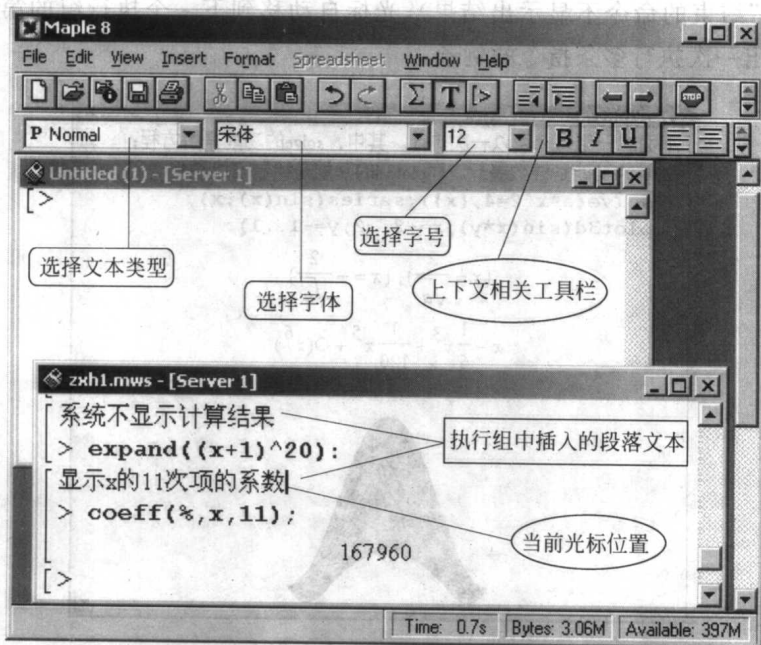 Maple 8
File Edit View Insert Format Spreadsheet Window Help
P Normal 宋体 12 B I U
Untitled (1) - [Server 1]
[>
选择文本类型
选择字体
选择字号
上下文相关工具栏
zxh1.mws - [Server 1]
系统不显示计算结果
> expand((x+1)^20):
显示x的11次项的系数
> coeff(%,x,11);
167960
[>
执行组中插入的段落文本
当前光标位置
Time: 0.7s Bytes: 3.06M Available: 397M